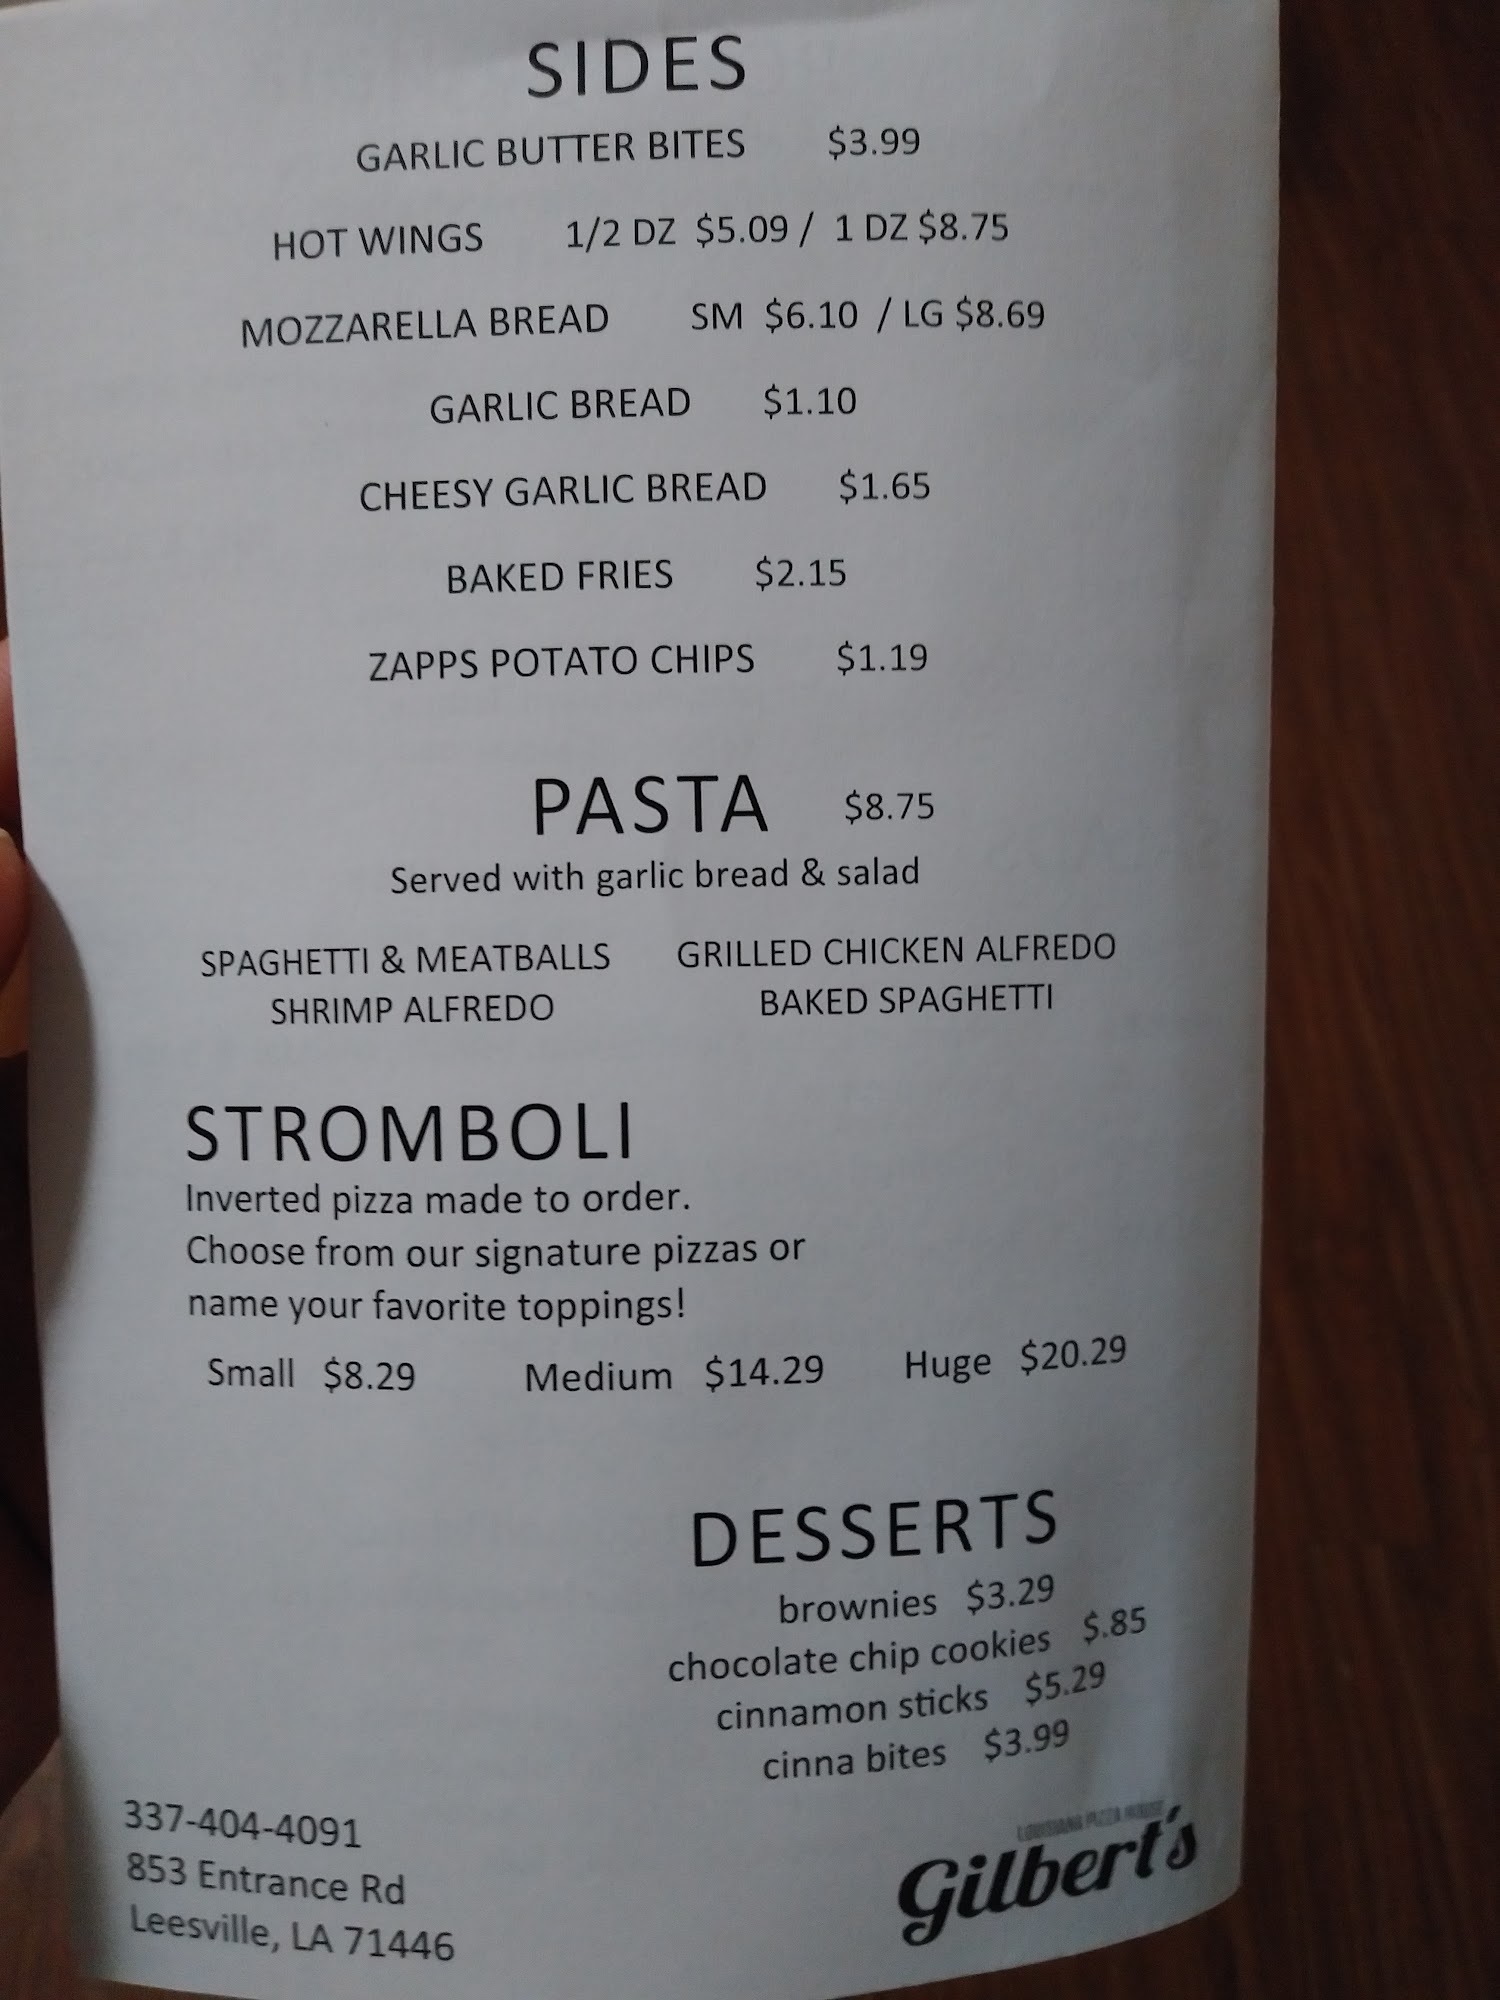 SIDES
GARLIC BUTTER BITES $3.99
HOT WINGS 1/2 DZ $5.09 / 1 DZ $8.75
MOZZARELLA BREAD SM $6.10 / LG $8.69
GARLIC BREAD $1.10
CHEESY GARLIC BREAD $1.65
BAKED FRIES $2.15
ZAPPS POTATO CHIPS $1.19
PASTA $8.75
Served with garlic bread & salad
SPAGHETTI & MEATBALLS GRILLED CHICKEN ALFREDO
SHRIMP ALFREDO BAKED SPAGHETTI
STROMBOLI
Inverted pizza made to order.
Choose from our signature pizzas or
name your favorite toppings!
Small $8.29 Medium $14.29 Huge $20.29
DESSERTS
brownies $3.29
chocolate chip cookies $.85
cinnamon sticks $5.29
cinna bites $3.99
337-404-4091
853 Entrance Rd
Leesville, LA 71446
LOUISIANA PIZZA HOUSE
Gilbert's